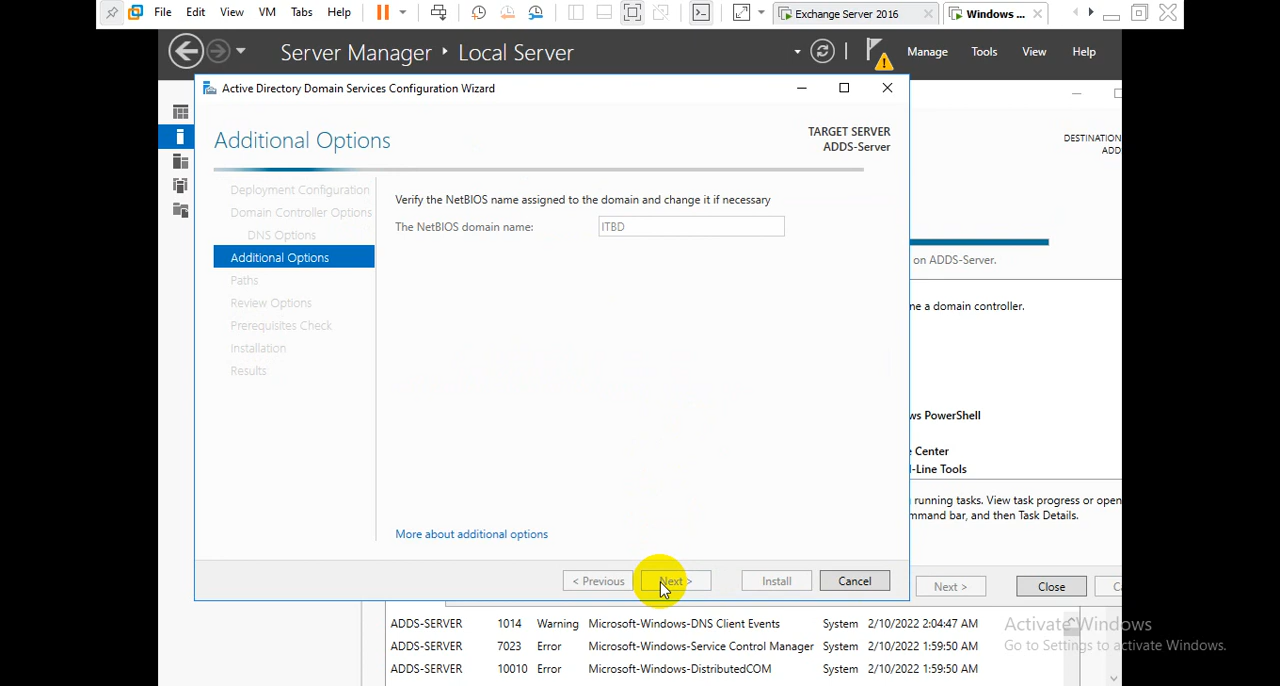 File Edit View VM Tabs Help Exchange Server 2016 Windows ...
Server Manager Local Server Manage Tools View Help
Active Directory Domain Services Configuration Wizard
Additional Options
TARGET SERVER
ADDS-Server
DESTINATION
ADD
Deployment Configuration
Domain Controller Options
DNS Options
Additional Options
Paths
Review Options
Prerequisites Check
Installation
Results
Verify the NetBIOS name assigned to the domain and change it if necessary
The NetBIOS domain name: ITBD
More about additional options
< Previous Next > Install Cancel
on ADDS-Server.
me a domain controller.
ws PowerShell
e Center
-Line Tools
running tasks. View task progress or open
mmand bar, and then Task Details.
Next > Close Ca
ADDS-SERVER 1014 Warning Microsoft-Windows-DNS Client Events System 2/10/2022 2:04:47 AM
ADDS-SERVER 7023 Error Microsoft-Windows-Service Control Manager System 2/10/2022 1:59:50 AM
ADDS-SERVER 10010 Error Microsoft-Windows-DistributedCOM System 2/10/2022 1:59:50 AM
Activate Windows
Go to Settings to activate Windows.